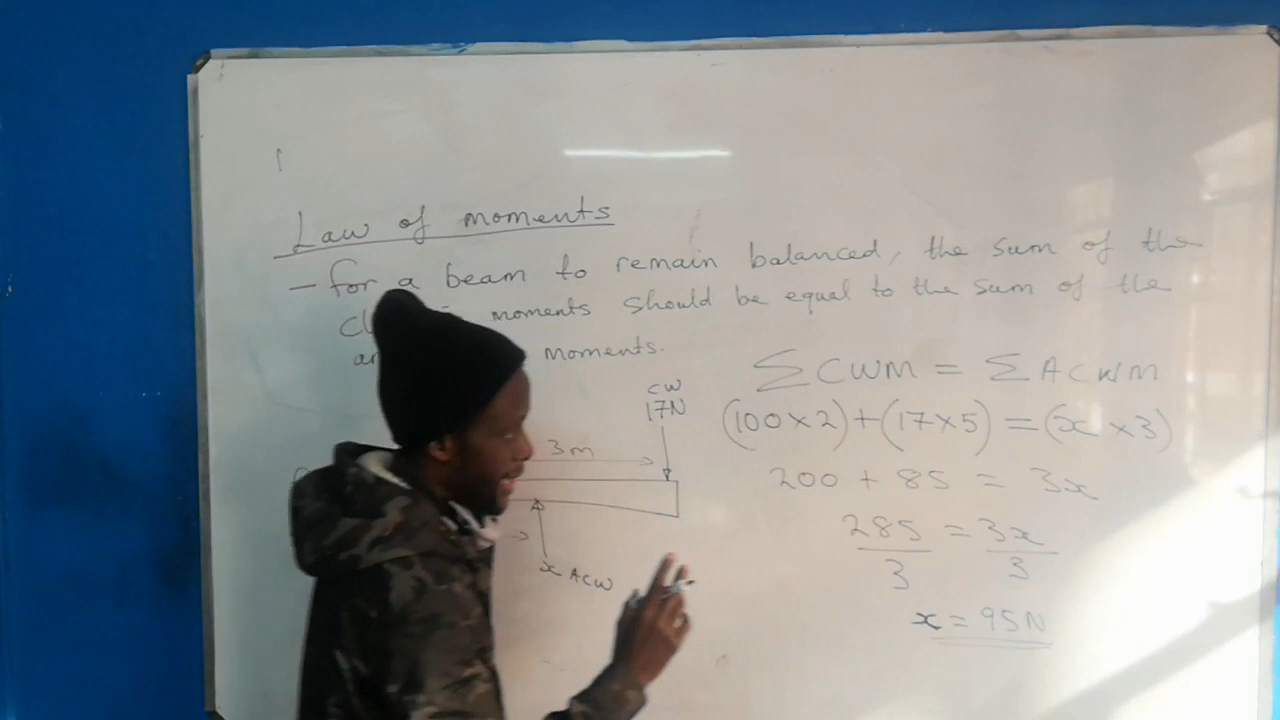 Law of moments
- For a beam to remain balanced, the sum of the
moments should be equal to the sum of the
moments.
ΣCWM = ΣACWM
CW
17N
(100×2)+(17×5) = (x×3)
3m
200 + 85 = 3x
285 = 3x
3 3
x ACW
x = 95N